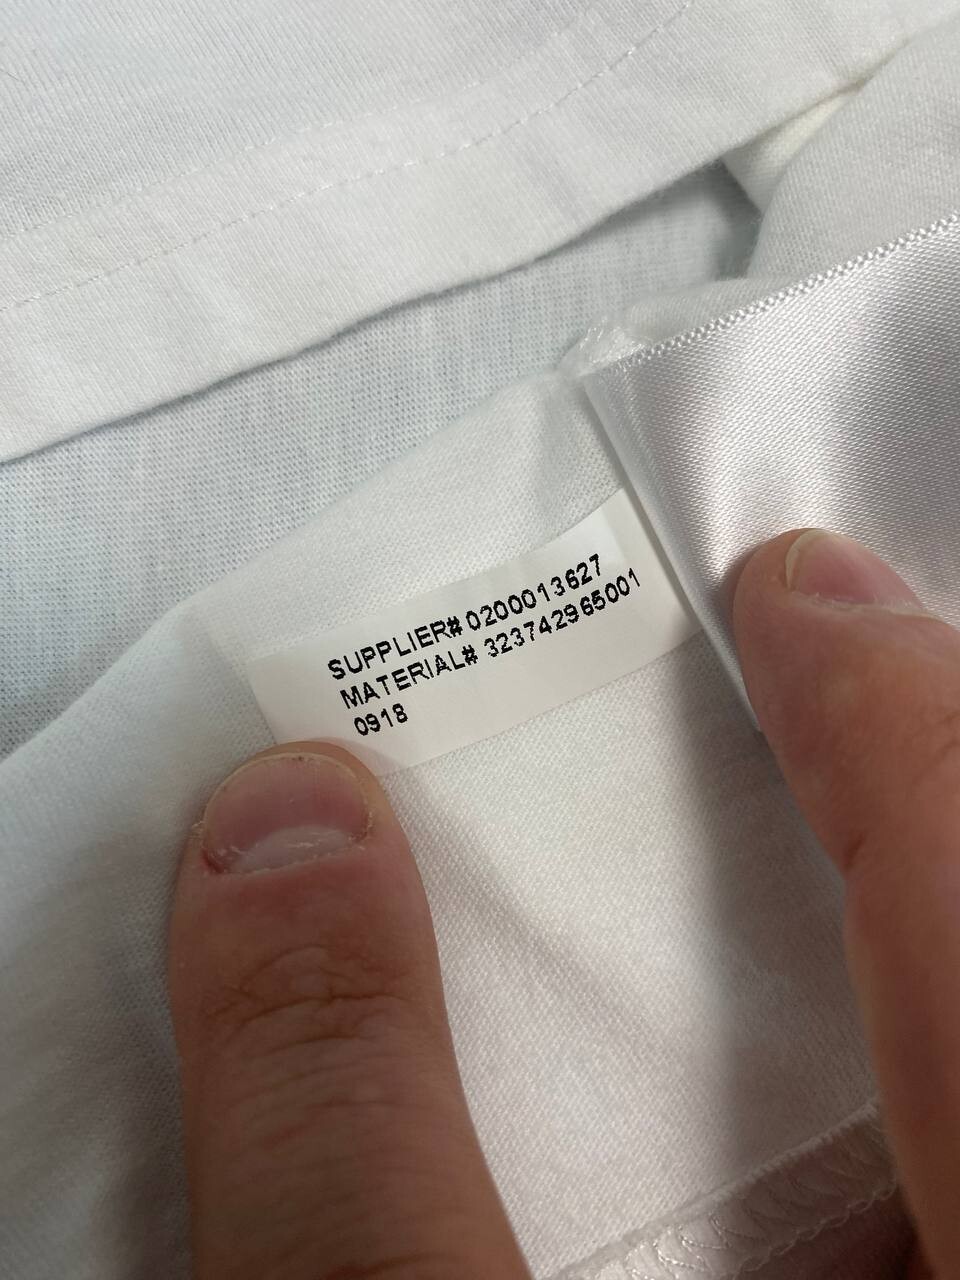 SUPPLIER# 0200013627
MATERIAL# 323742965001
0918